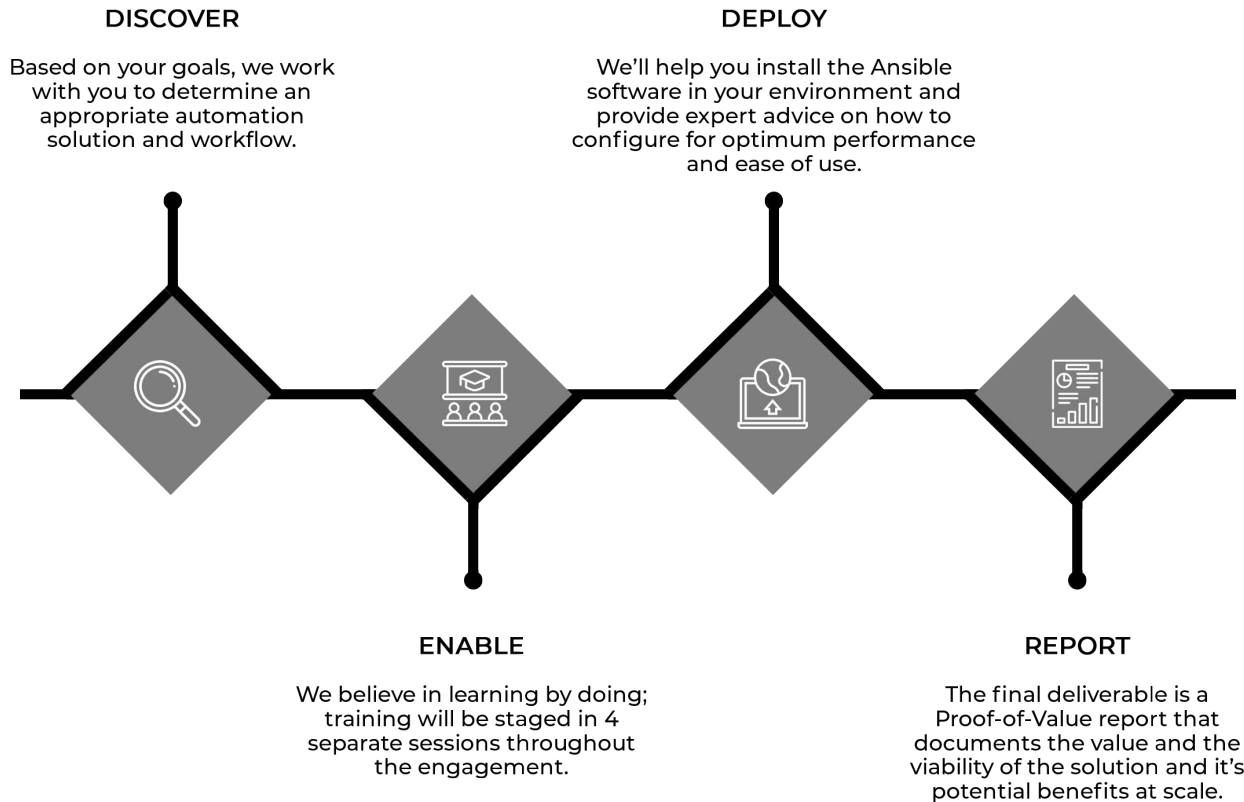 DISCOVER
Based on your goals, we work
with you to determine an
appropriate automation
solution and workflow.
DEPLOY
We’ll help you install the Ansible
software in your environment and
provide expert advice on how to
configure for optimum performance
and ease of use.
ENABLE
We believe in learning by doing;
training will be staged in 4
separate sessions throughout
the engagement.
REPORT
The final deliverable is a
Proof-of-Value report that
documents the value and the
viability of the solution and it’s
potential benefits at scale.